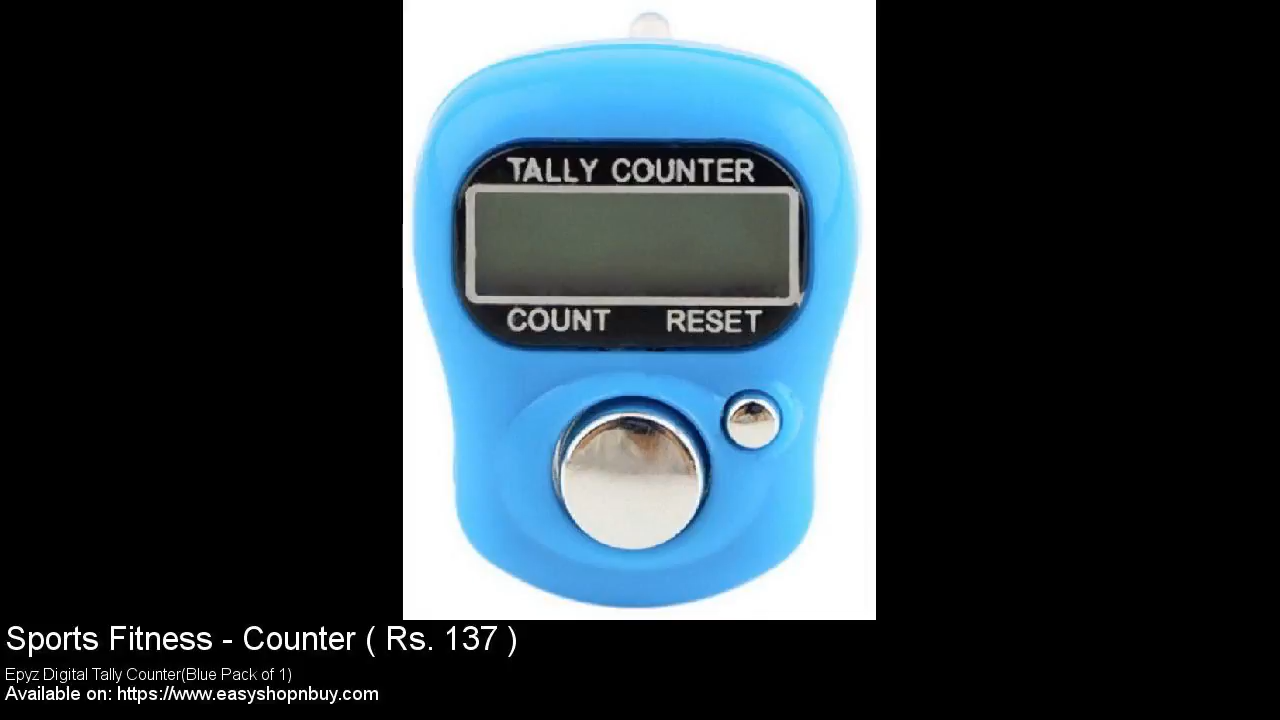 TALLY COUNTER
COUNT RESET
Sports Fitness - Counter ( Rs. 137 )
Epyz Digital Tally Counter(Blue Pack of 1)
Available on: https://www.easyshopnbuy.com